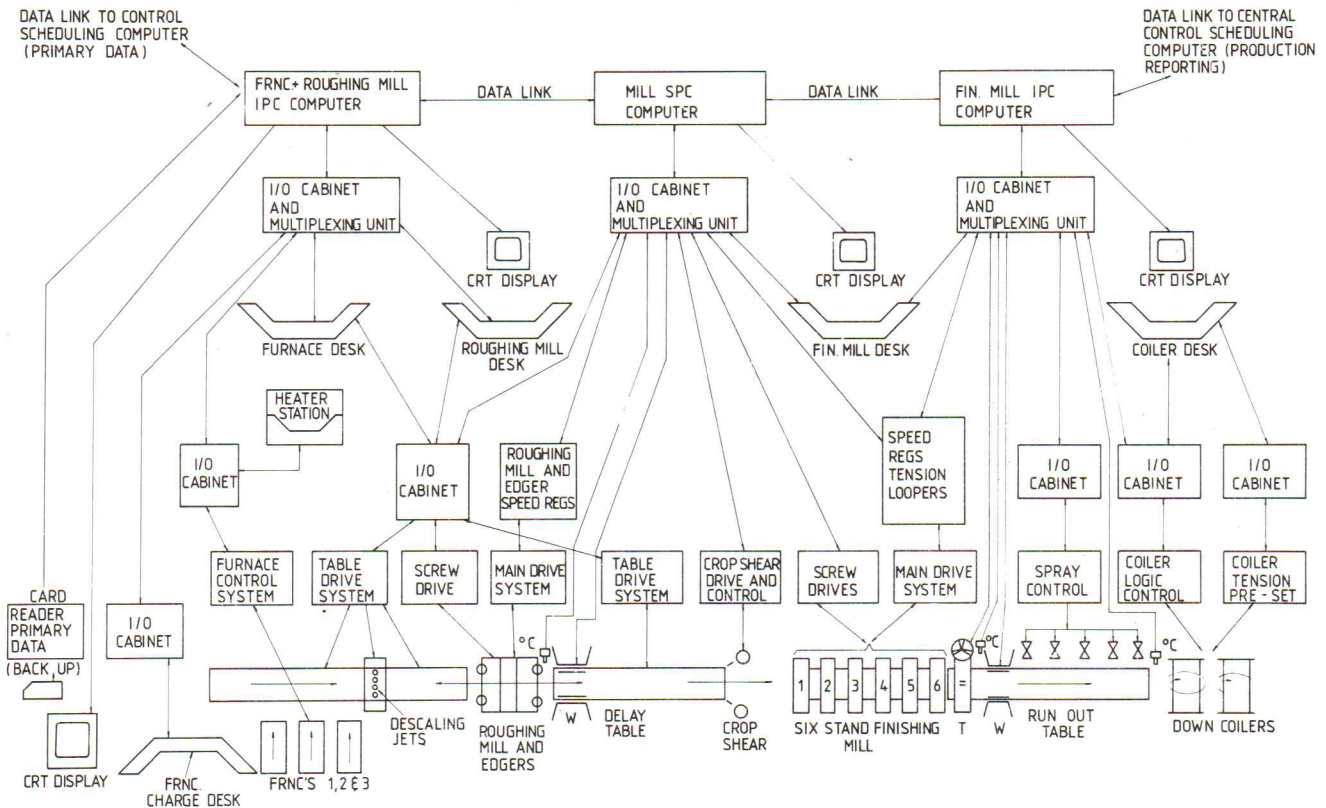 DATA LINK TO CONTROL
SCHEDULING COMPUTER
(PRIMARY DATA)
DATA LINK TO CENTRAL
CONTROL SCHEDULING
COMPUTER (PRODUCTION
REPORTING)
FRNC+ ROUGHING MILL
IPC COMPUTER
DATA LINK
MILL SPC
COMPUTER
DATA LINK
FIN. MILL IPC
COMPUTER
I/O CABINET
AND
MULTIPLEXING UNIT
I/O CABINET
AND
MULTIPLEXING UNIT
I/O CABINET
AND
MULTIPLEXING UNIT
CRT DISPLAY
CRT DISPLAY
CRT DISPLAY
FURNACE DESK
ROUGHING MILL
DESK
FIN. MILL DESK
COILER DESK
HEATER
STATION
I/O
CABINET
I/O
CABINET
ROUGHING
MILL AND
EDGER
SPEED REGS
SPEED
REGS
TENSION
LOOPERS
I/O
CABINET
I/O
CABINET
I/O
CABINET
FURNACE
CONTROL
SYSTEM
TABLE
DRIVE
SYSTEM
SCREW
DRIVE
MAIN DRIVE
SYSTEM
TABLE
DRIVE
SYSTEM
CROP SHEAR
DRIVE AND
CONTROL
SCREW
DRIVES
MAIN DRIVE
SYSTEM
SPRAY
CONTROL
COILER
LOGIC
CONTROL
COILER
TENSION
PRE - SET
CARD
READER
PRIMARY
DATA
(BACK UP)
I/O
CABINET
°C
°C
°C
1
2
3
4
5
6
=
DESCALING
JETS
ROUGHING
MILL AND
EDGERS
W
DELAY
TABLE
CROP
SHEAR
SIX STAND FINISHING
MILL
T
W
RUN OUT
TABLE
DOWN COILERS
CRT DISPLAY
FRNC.
CHARGE DESK
FRNC'S 1,2 & 3